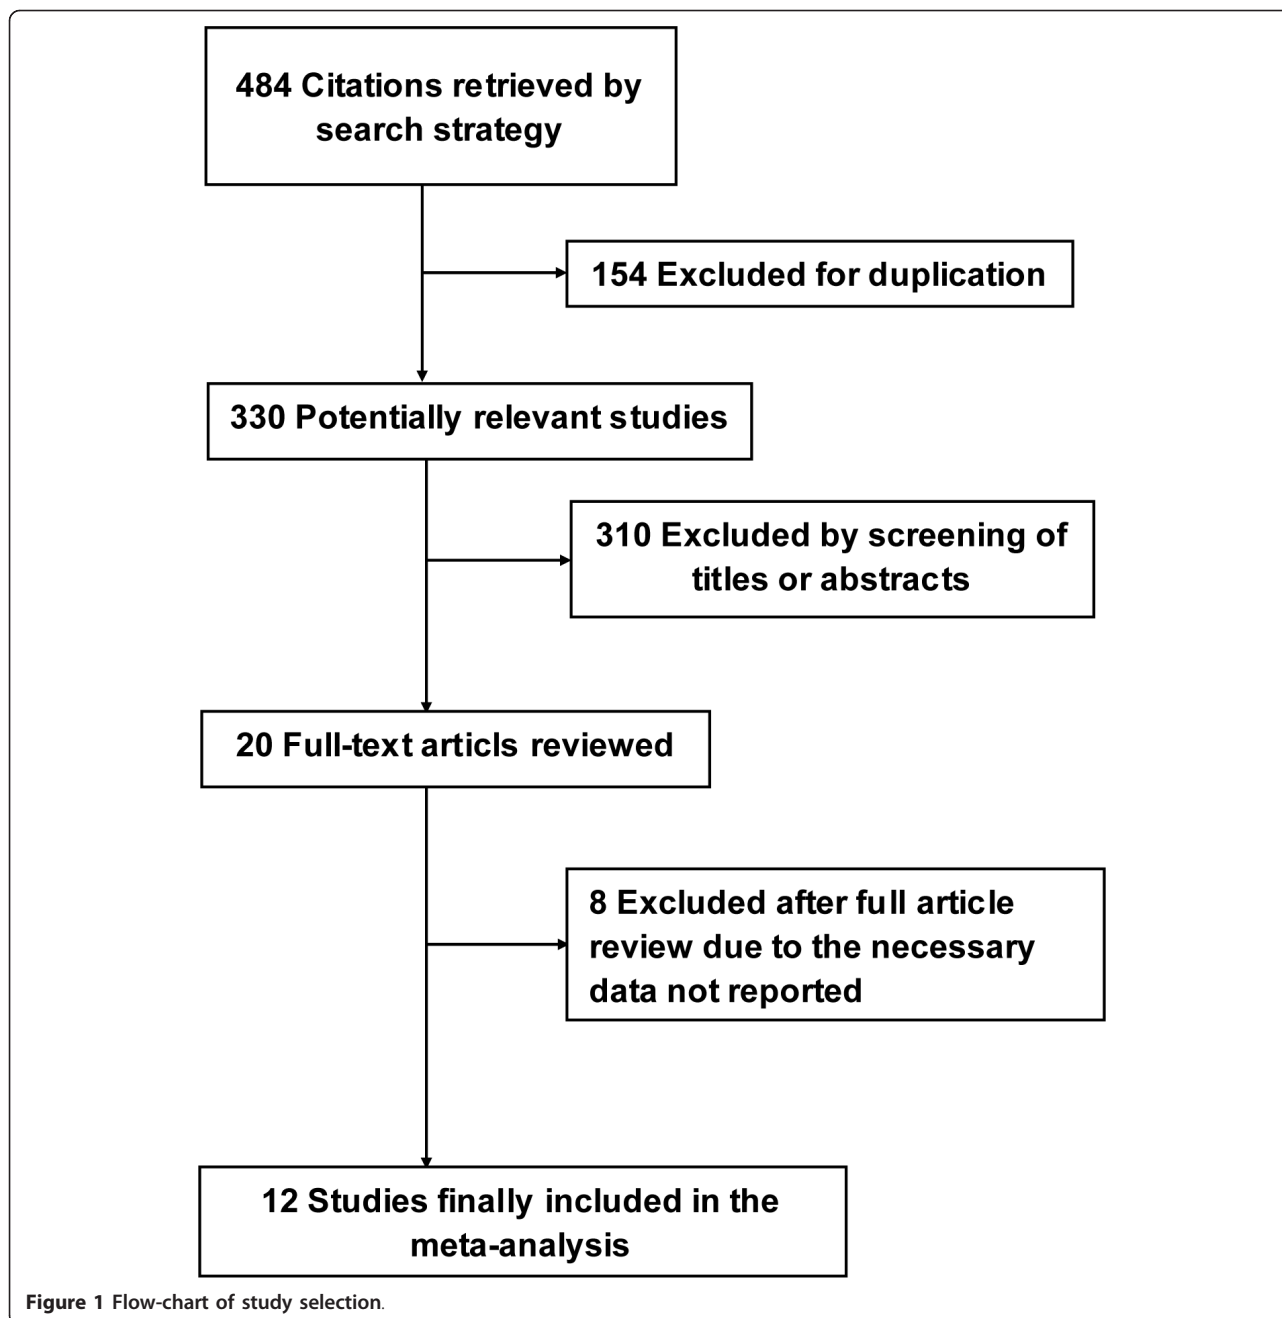 484 Citations retrieved by
search strategy
154 Excluded for duplication
330 Potentially relevant studies
310 Excluded by screening of
titles or abstracts
20 Full-text articls reviewed
8 Excluded after full article
review due to the necessary
data not reported
12 Studies finally included in the
meta-analysis
Figure 1 Flow-chart of study selection.